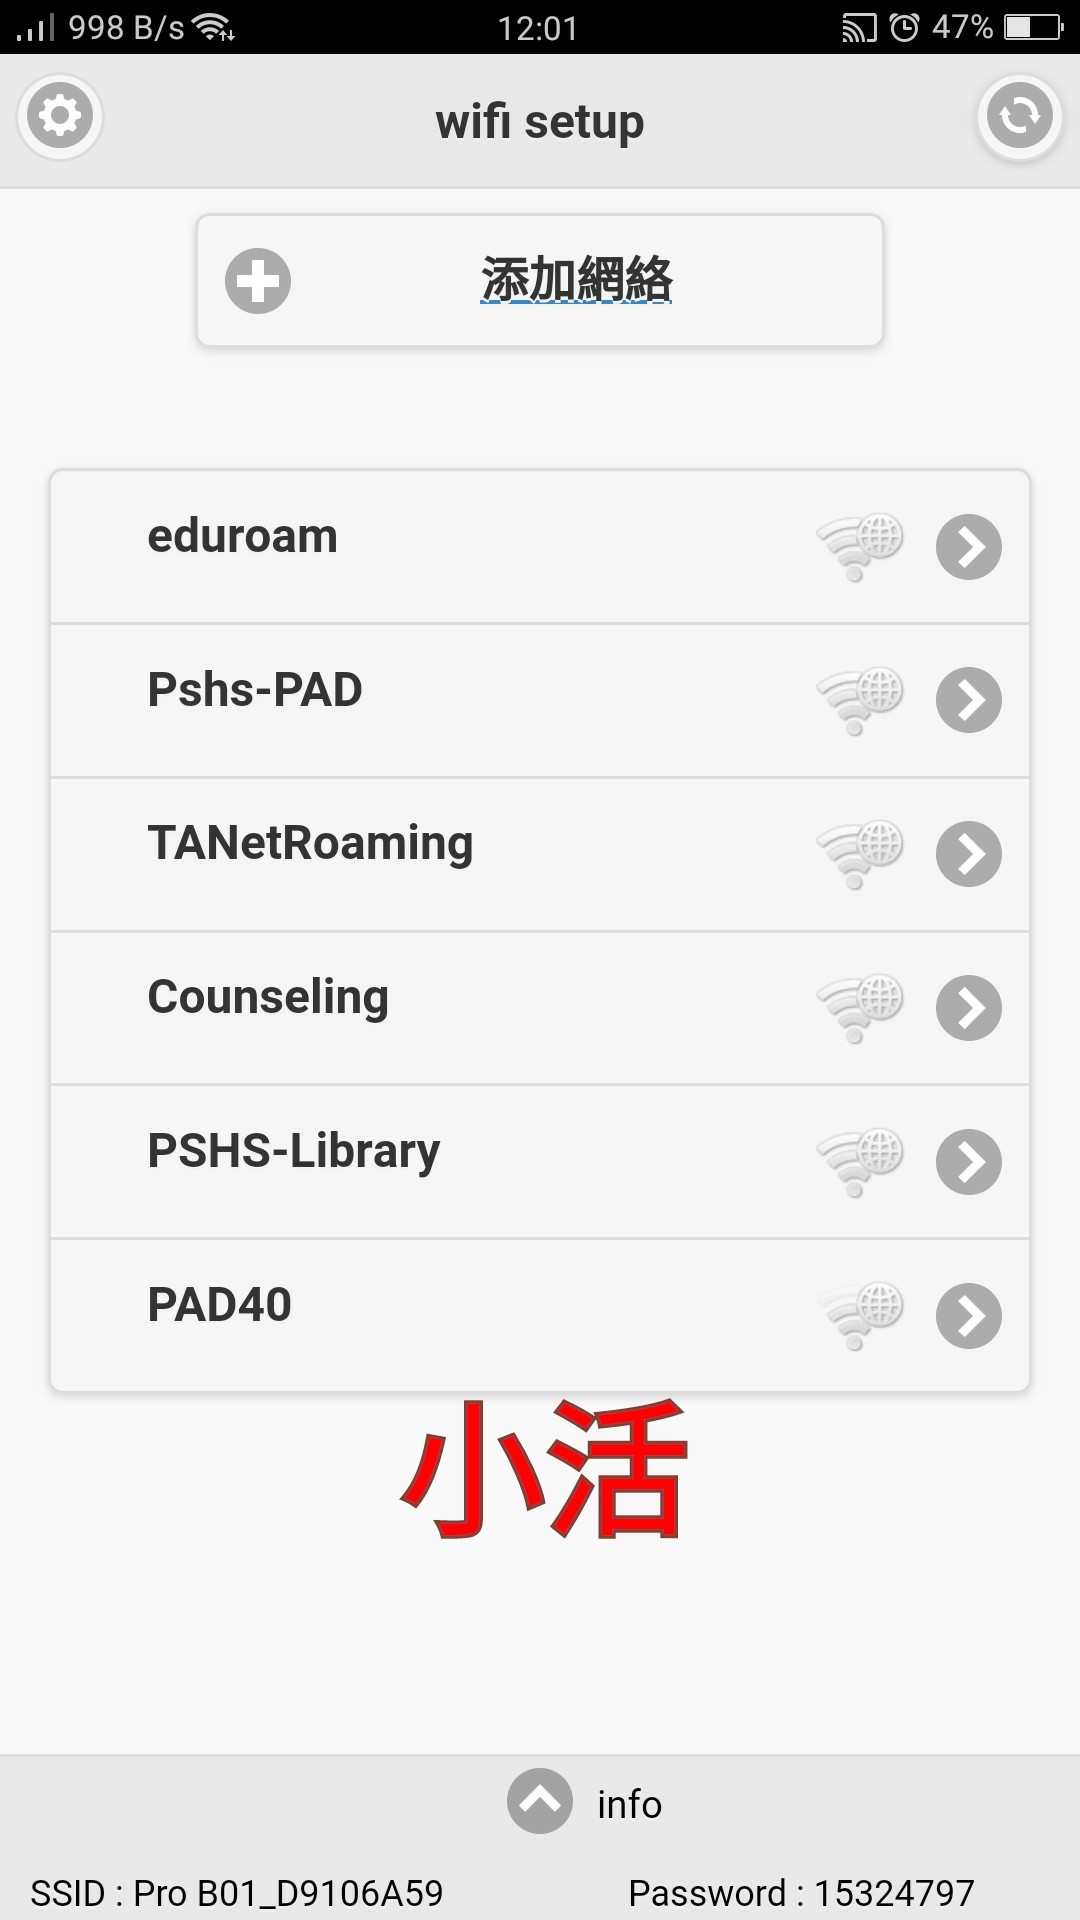 998 B/s 12:01 47%
wifi setup
添加網絡
eduroam
Pshs-PAD
TANetRoaming
Counseling
PSHS-Library
PAD40
小活
info
SSID : Pro B01_D9106A59 Password : 15324797